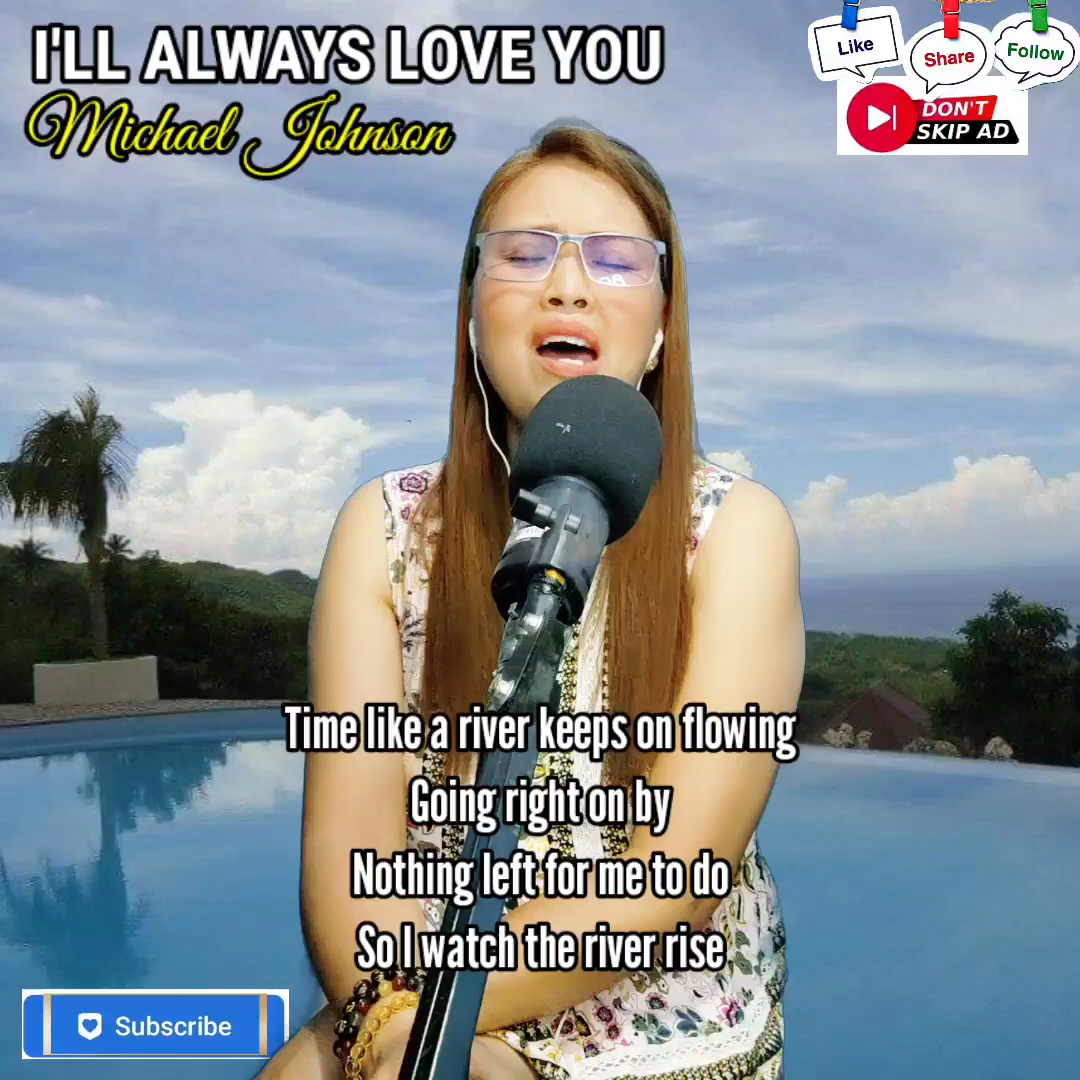 I'LL ALWAYS LOVE YOU
Michael Johnson
Like
Share
Follow
DON'T
SKIP AD
Time like a river keeps on flowing
Going right on by
Nothing left for me to do
So I watch the river rise
Subscribe